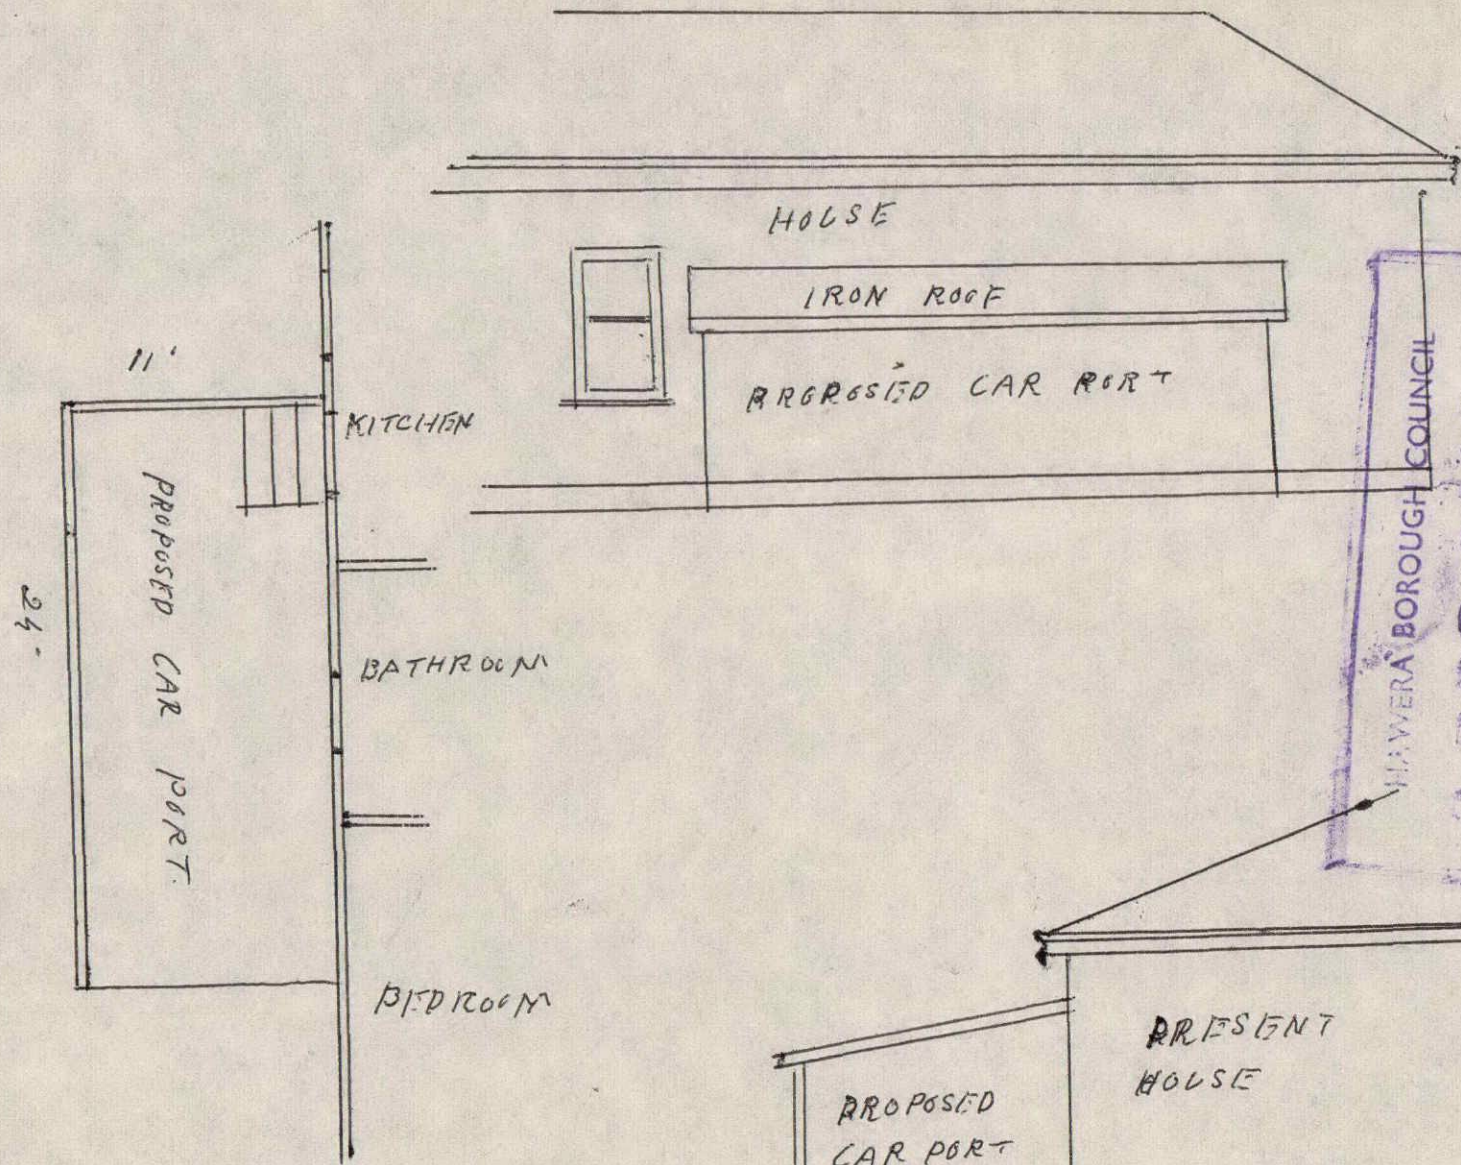 HOUSE
IRON ROOF
PROPOSED CAR PORT
11'
KITCHEN
PROPOSED CAR PORT.
24'
BATHROOM
BEDROOM
HAWERA BOROUGH COUNCIL
PRESENT
HOUSE
PROPOSED
CAR PORT